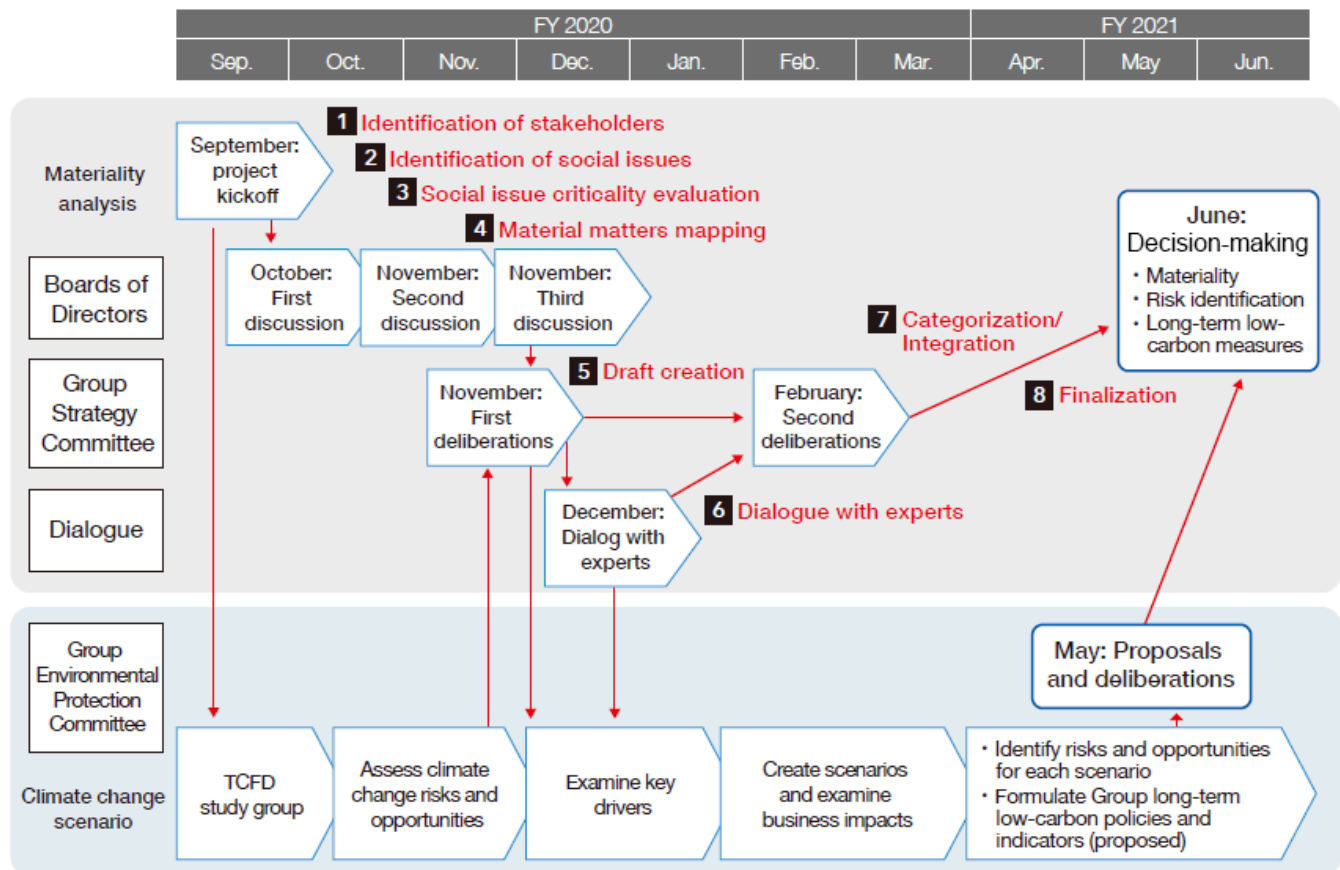 FY 2020
FY 2021
Sep.
Oct.
Nov.
Dec.
Jan.
Feb.
Mar.
Apr.
May
Jun.
Materiality
analysis
September:
project
kickoff
1 Identification of stakeholders
2 Identification of social issues
3 Social issue criticality evaluation
4 Material matters mapping
Boards of
Directors
October:
First
discussion
November:
Second
discussion
November:
Third
discussion
7 Categorization/
Integration
June:
Decision-making
・Materiality
・Risk identification
・Long-term low-
carbon measures
Group
Strategy
Committee
November:
First
deliberations
5 Draft creation
February:
Second
deliberations
8 Finalization
Dialogue
December:
Dialog with
experts
6 Dialogue with experts
Group
Environmental
Protection
Committee
May: Proposals
and deliberations
Climate change
scenario
TCFD
study group
Assess climate
change risks and
opportunities
Examine key
drivers
Create scenarios
and examine
business impacts
・Identify risks and opportunities
for each scenario
・Formulate Group long-term
low-carbon policies and
indicators (proposed)